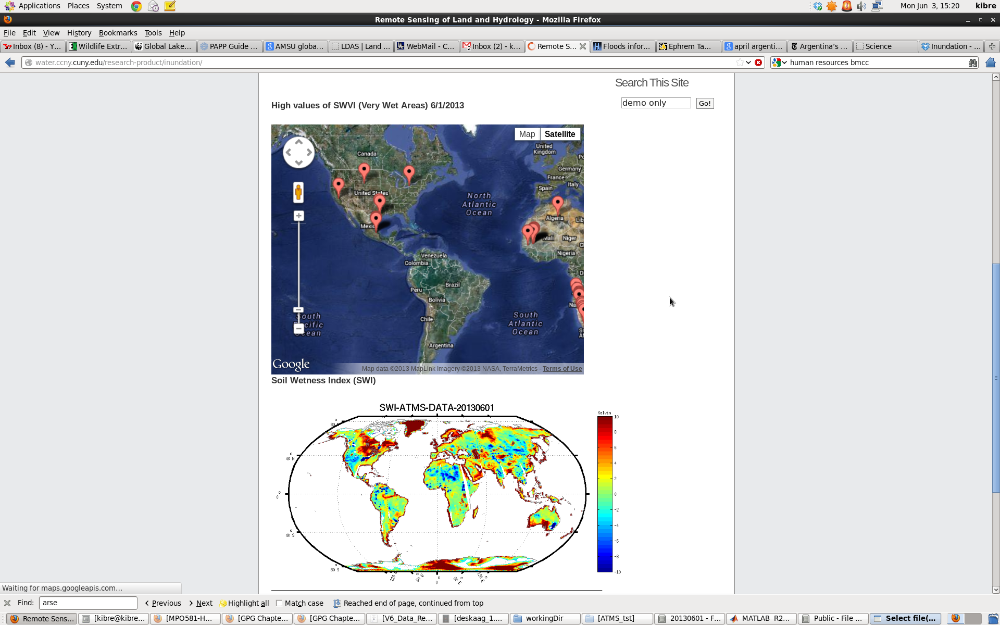 Applications Places System Mon Jun 3, 15:20 kibre
Remote Sensing of Land and Hydrology - Mozilla Firefox
File Edit View History Bookmarks Tools Help
Inbox (8) - Y... Wildlife Extr... Global Lake... PAPP Guide ... AMSU globa... LDAS | Land ... WebMail - C... Inbox (2) - k... Remote S... Floods infor... Ephrem Ta... april argenti... Argentina's ... Science Inundation - ...
water.ccny.cuny.edu/research-product/inundation/ human resources bmcc
Search This Site
demo only Go!
High values of SWVI (Very Wet Areas) 6/1/2013
Map Satellite
Canada
United Kingdom
Germany
France
Italy
Spain
United States
North Atlantic Ocean
Algeria
Lib
Mexic
Mali Niger
Nigeria
Venezuela
Colombia
Brazil
Peru
Bolivia
Na
Chile
South Atlantic Ocean
South
cific
cean
Argentina
Google
Map data ©2013 MapLink Imagery ©2013 NASA, TerraMetrics - Terms of Use
Soil Wetness Index (SWI)
SWI-ATMS-DATA-20130601
Kelvin
10
8
6
4
2
0
-2
-4
-6
-8
-10
80
40 N
0
40 S
80 S
0
Waiting for maps.googleapis.com...
Find: arse Previous Next Highlight all Match case Reached end of page, continued from top
Remote Sens... [kibre@kibre... [MPO581-H... [GPG Chapte... [GPG Chapte... [V6_Data_Re... [deskaag_1.... workingDir [ATMS_tst] 20130601 - F... MATLAB R2... Public - File ... Select file(...